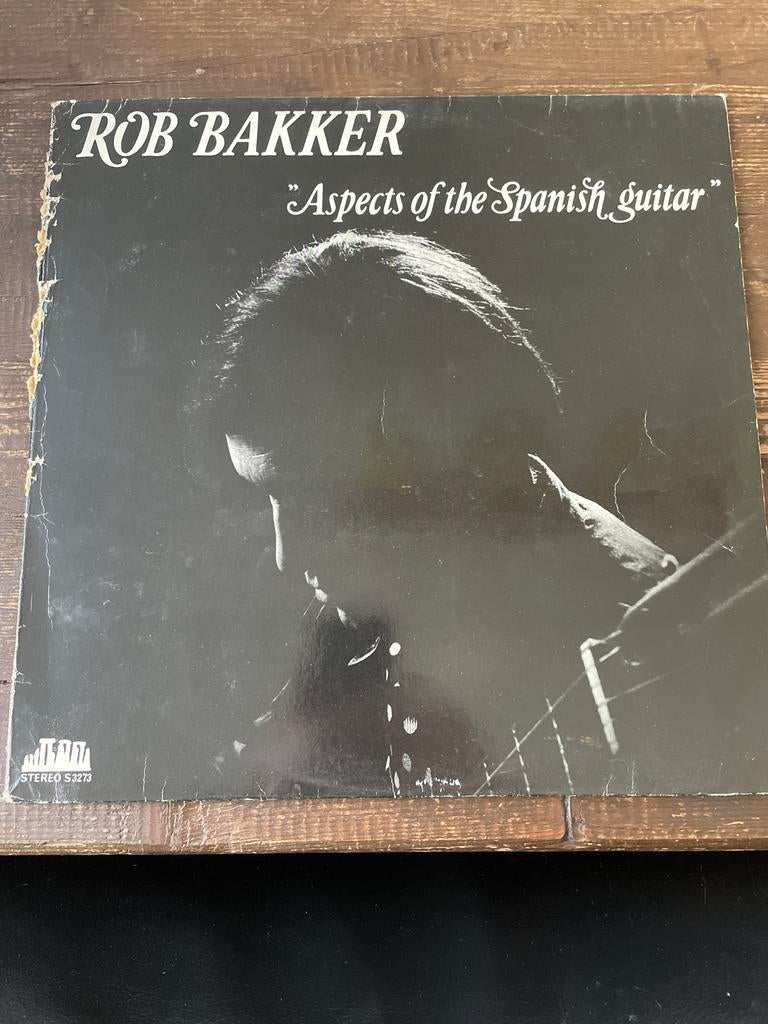 ROB BAKKER
"Aspects of the Spanish guitar"
STEREO S3273